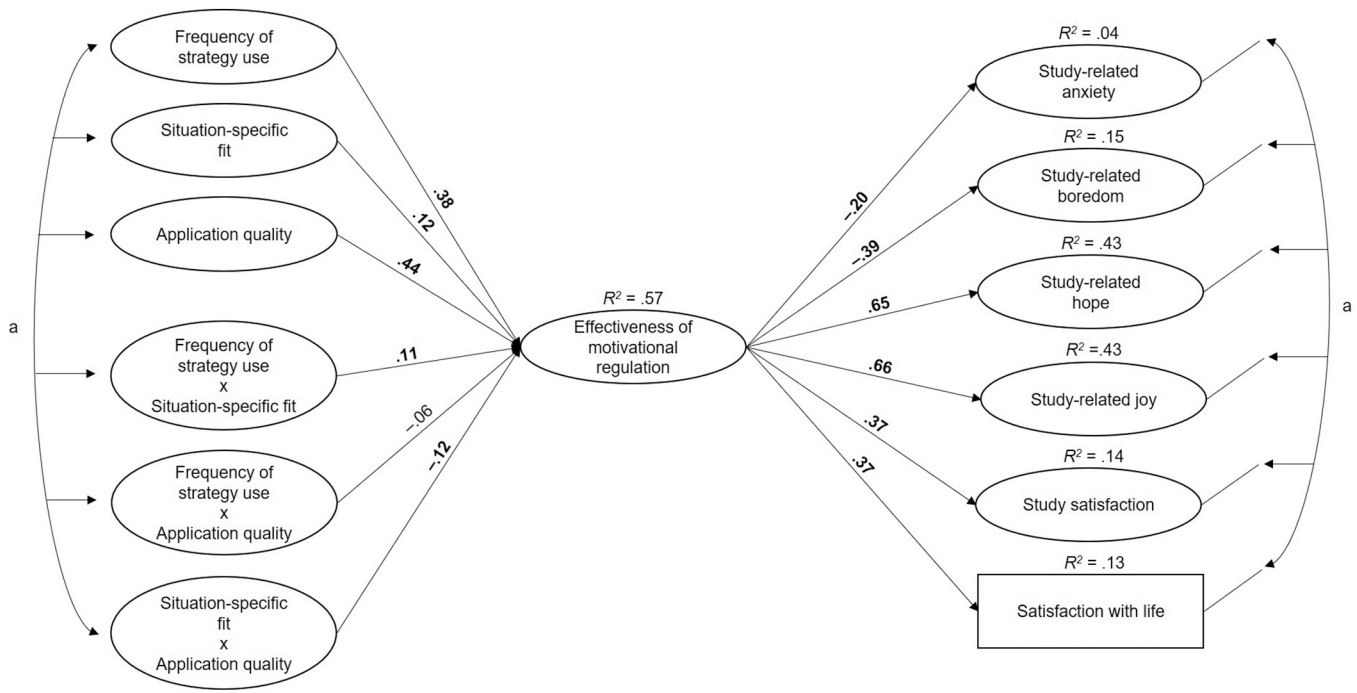 Frequency of
strategy use
Situation-specific
fit
Application quality
Frequency of
strategy use
x
Situation-specific fit
Frequency of
strategy use
x
Application quality
Situation-specific
fit
x
Application quality
a
.38
.12
.44
.11
–.06
–.12
R² = .57
Effectiveness of
motivational
regulation
–.20
–.39
.65
.66
.37
.37
R² = .04
Study-related
anxiety
R² = .15
Study-related
boredom
R² = .43
Study-related
hope
R² =.43
Study-related joy
R² = .14
Study satisfaction
R² = .13
Satisfaction with life
a